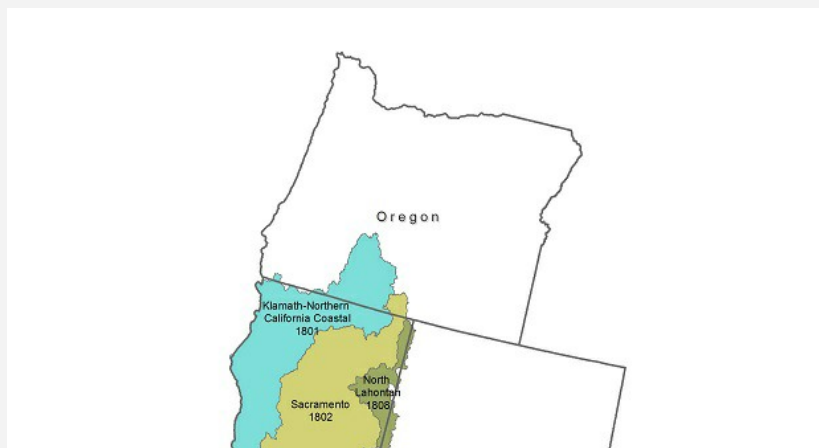 Oregon
Klamath-Northern
California Coastal
1801
North
Lahontan
1808
Sacramento
1802